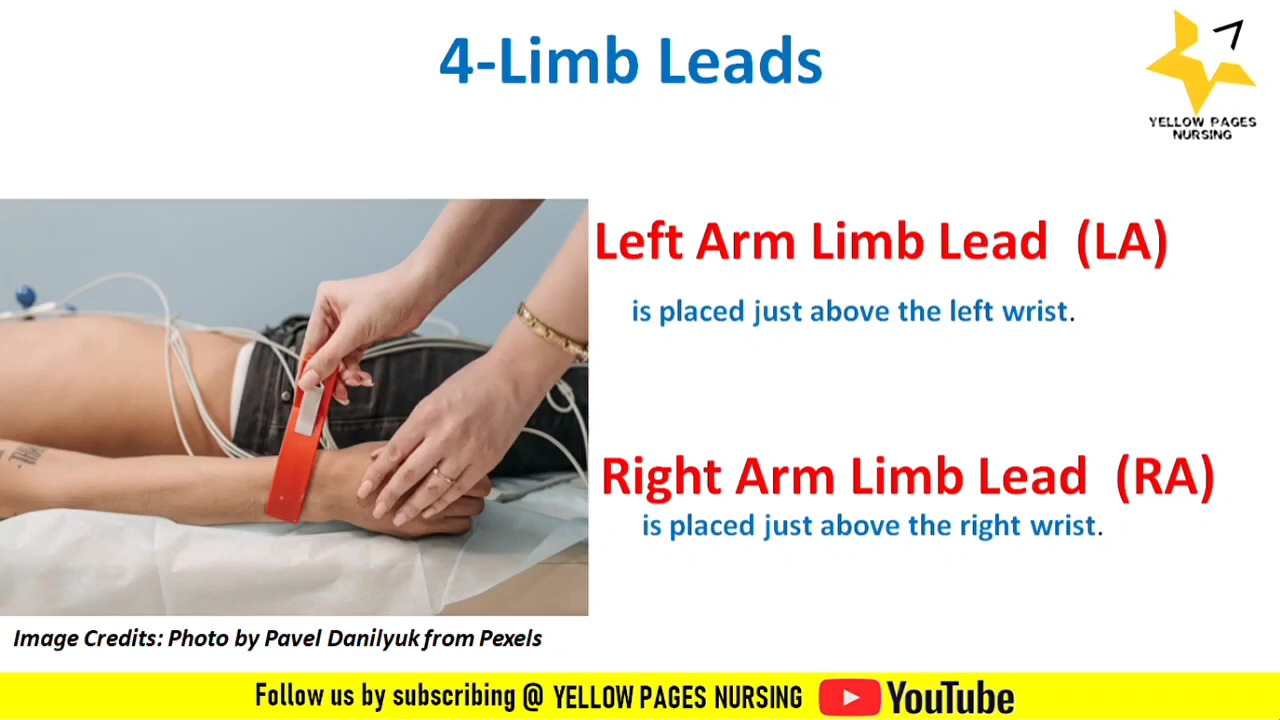 4-Limb Leads
YELLOW PAGES
NURSING
Left Arm Limb Lead (LA)
is placed just above the left wrist.
Right Arm Limb Lead (RA)
is placed just above the right wrist.
Image Credits: Photo by Pavel Danilyuk from Pexels
Follow us by subscribing @ YELLOW PAGES NURSING YouTube